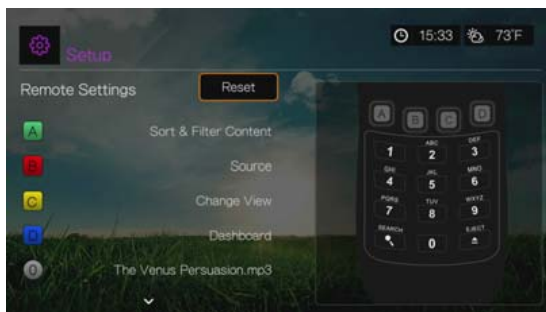 15:33 73°F
Setup
Remote Settings Reset
A Sort & Filter Content
B Source
C Change View
D Dashboard
0 The Venus Persuasion.mp3
A B C D
ABC DEF
1 2 3
GHI JKL MNO
4 5 6
PQRS TUV WXYZ
7 8 9
SEARCH EJECT
0